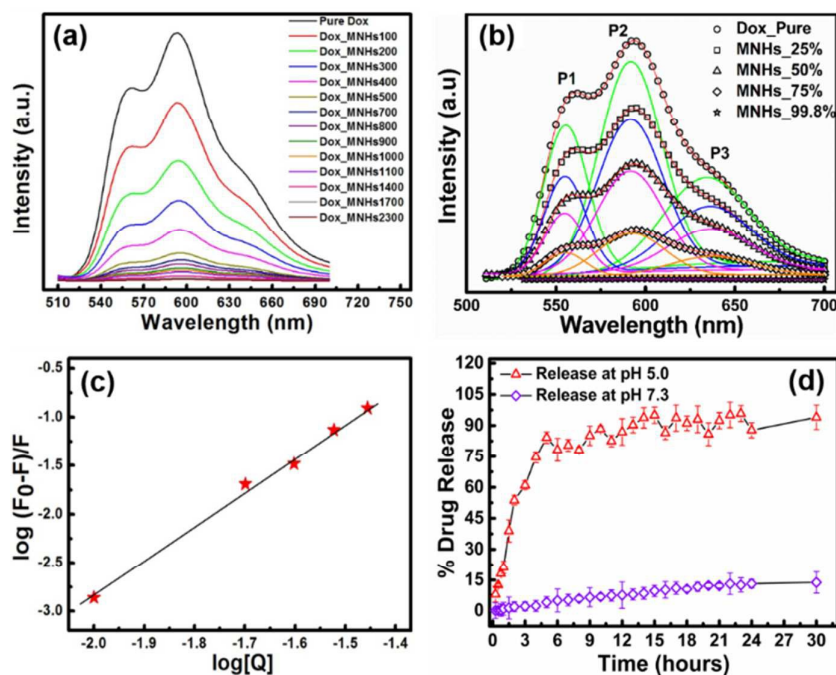 (a)
Intensity (a.u.)
Pure Dox
Dox_MNHs100
Dox_MNHs200
Dox_MNHs300
Dox_MNHs400
Dox_MNHs500
Dox_MNHs700
Dox_MNHs800
Dox_MNHs900
Dox_MNHs1000
Dox_MNHs1100
Dox_MNHs1400
Dox_MNHs1700
Dox_MNHs2300
510 540 570 600 630 660 690 720 750
Wavelength (nm)
(b)
Intensity (a.u)
P1
P2
P3
Dox_Pure
MNHs_25%
MNHs_50%
MNHs_75%
MNHs_99.8%
500 550 600 650 700
Wavelength (nm)
(c)
log (F0-F)/F
-0.5
-1.0
-1.5
-2.0
-2.5
-3.0
-2.0 -1.9 -1.8 -1.7 -1.6 -1.5 -1.4
log[Q]
(d)
% Drug Release
Release at pH 5.0
Release at pH 7.3
120
105
90
75
60
45
30
15
0
0 3 6 9 12 15 18 21 24 27 30
Time (hours)